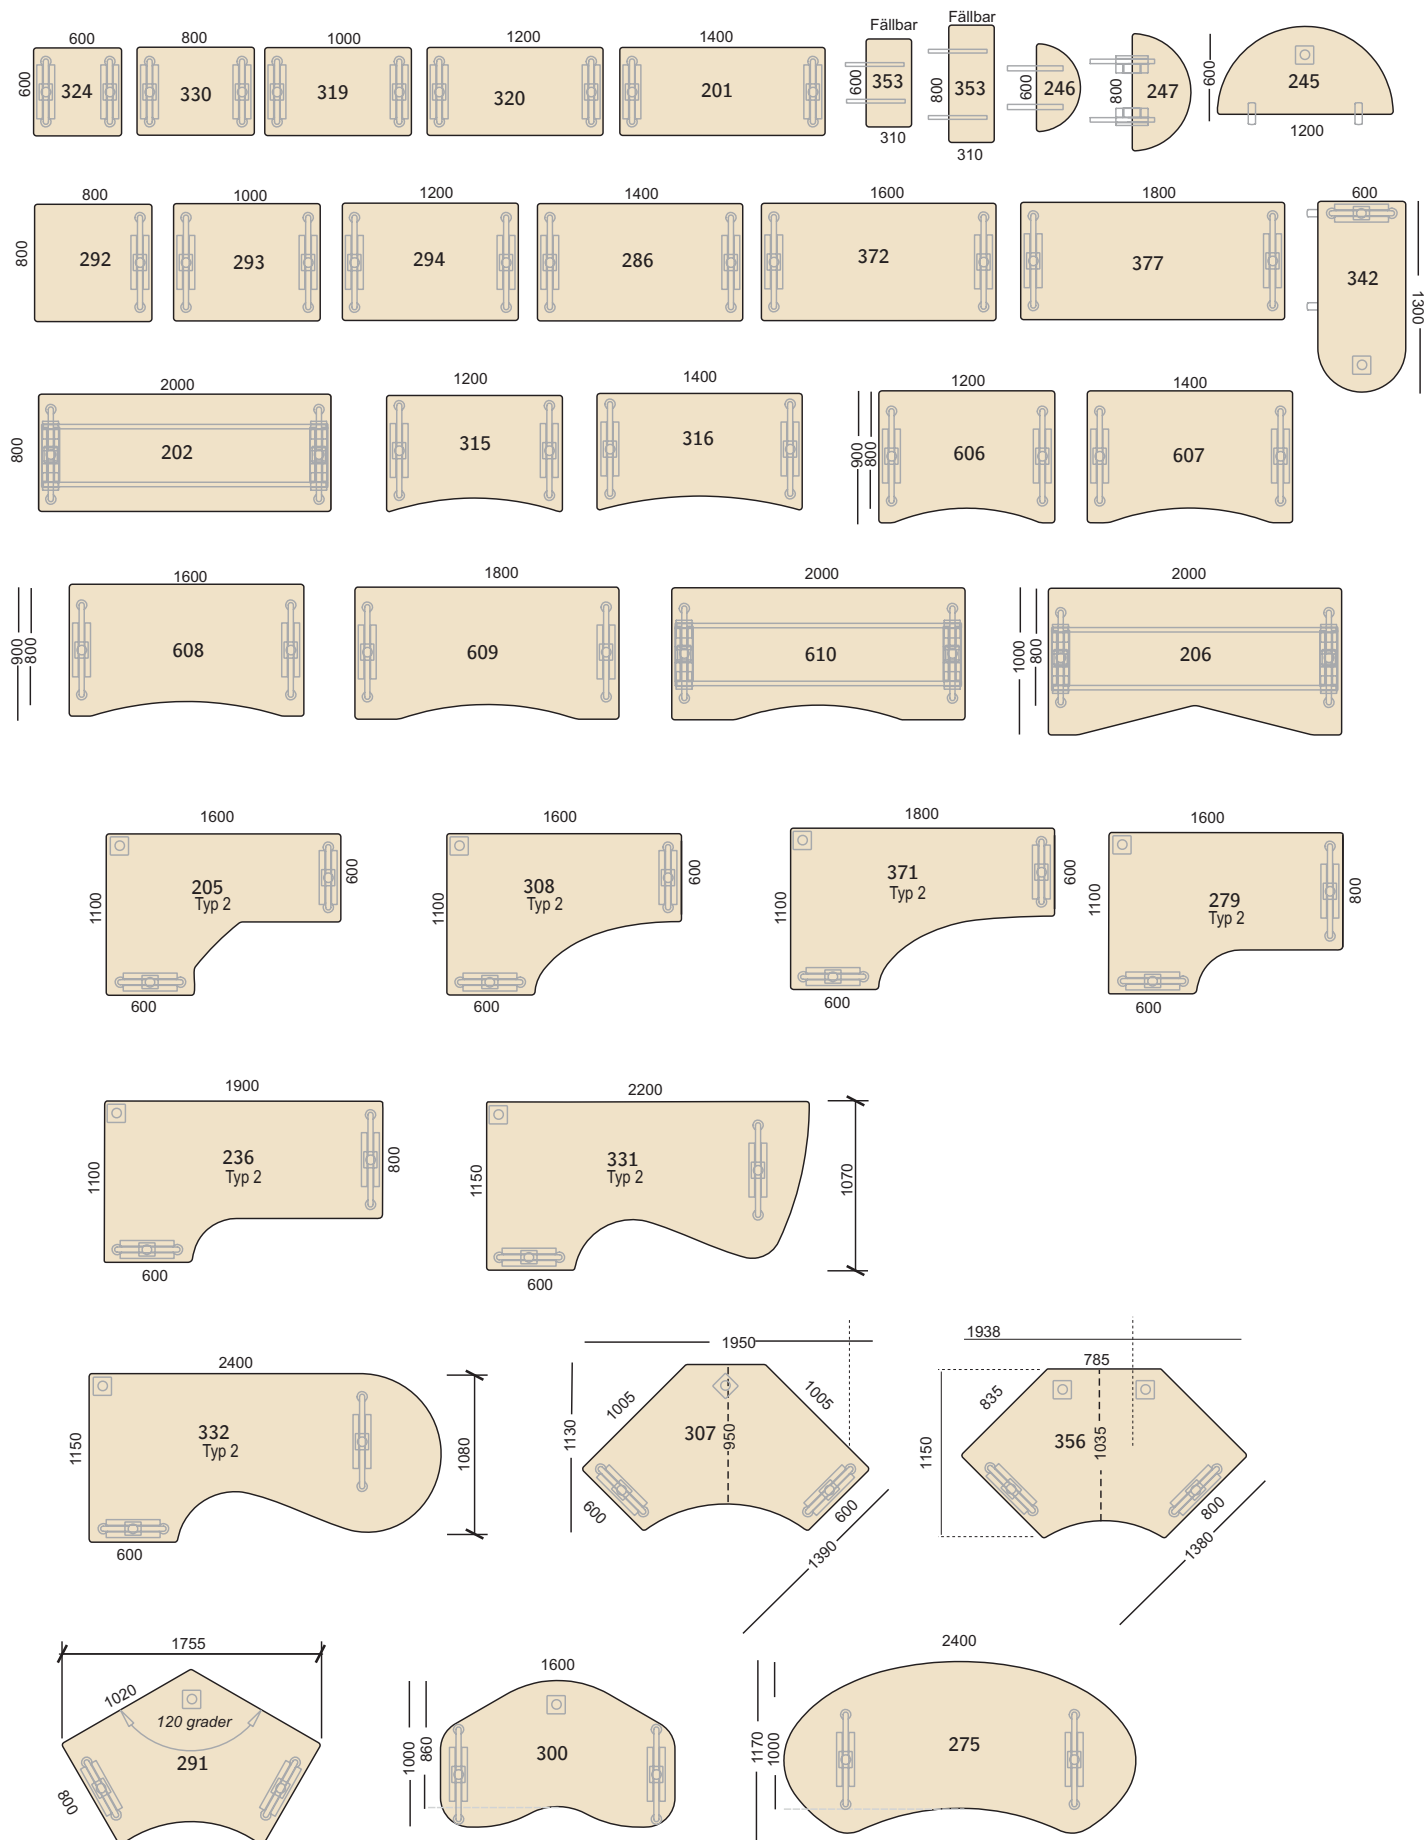 600 800 1000 1200 1400 Fällbar Fällbar
600 324 330 319 320 201 600 353 800 353 600 246 800 247 600 245
310 310 1200
800 1000 1200 1400 1600 1800 600
800 292 293 294 286 372 377 342 1300
2000 1200 1400 1200 1400
800 202 315 316 900 800 606 607
1600 1800 2000 2000
900 800 608 609 610 1000 800 206
1600 1600 1800 1600
1100 205 600 1100 308 600 1100 371 600 1100 279 800
Typ 2 Typ 2 Typ 2 Typ 2
600 600 600 600
1900 2200
1100 236 800 1150 331 1070
Typ 2 Typ 2
600 600
2400 1950 1938
785
1150 332 1080 1130 1005 307 950 1005 1150 835 356 1035
Typ 2
600 600 600 1390 800 1380
1755 1600 2400
1020
120 grader
291 1000 860 300 1170 1000 275
800